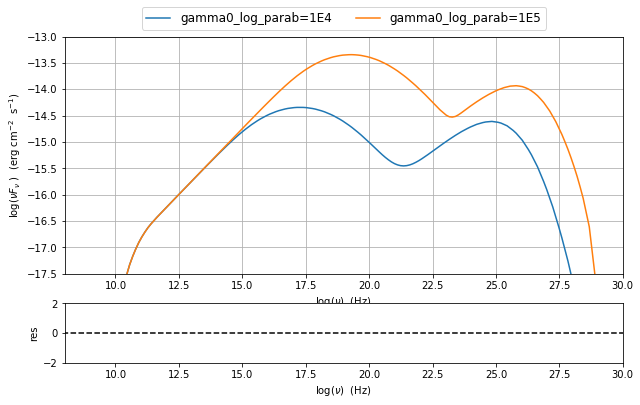 gamma0_log_parab=1E4 gamma0_log_parab=1E5
log(νFν ) (erg cm−2 s−1)
−13.0
−13.5
−14.0
−14.5
−15.0
−15.5
−16.0
−16.5
−17.0
−17.5
10.0 12.5 15.0 17.5 20.0 22.5 25.0 27.5 30.0
log(ν) (Hz)
res
2
0
−2
10.0 12.5 15.0 17.5 20.0 22.5 25.0 27.5 30.0
log(ν) (Hz)